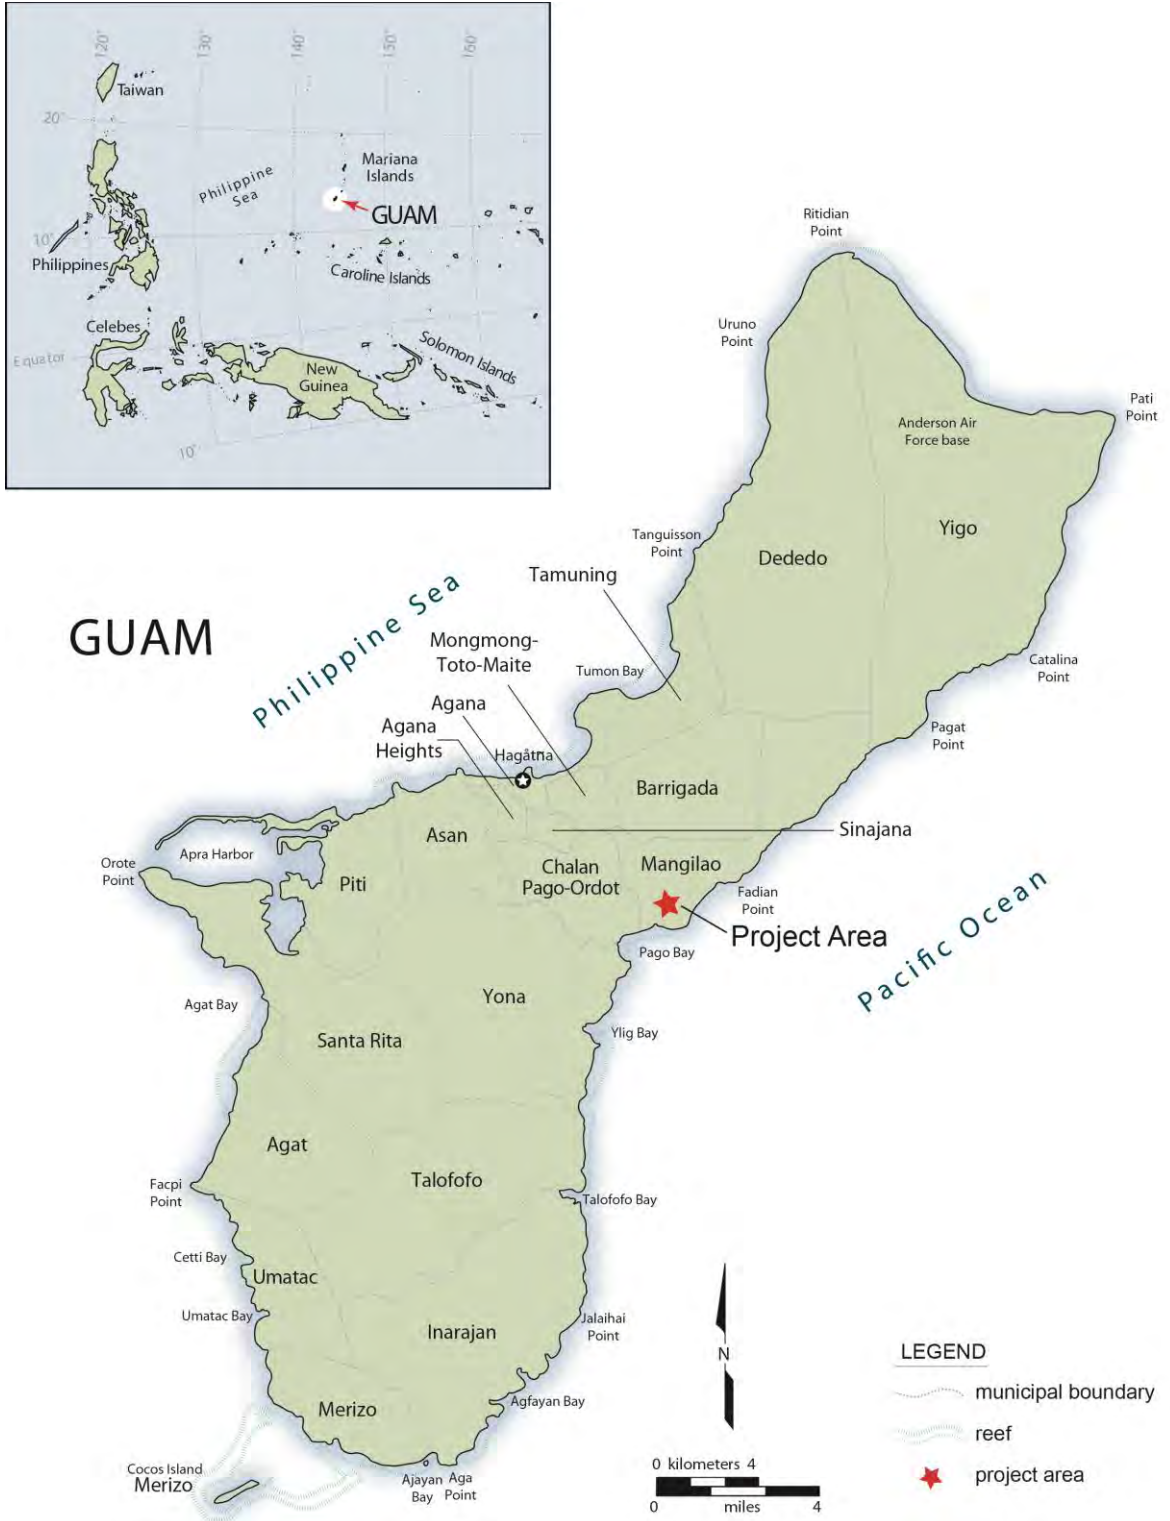 120°
130°
140°
150°
160°
Taiwan
20°
Philippine
Sea
Mariana
Islands
GUAM
10°
Philippines
Caroline Islands
Celebes
Equator
Solomon Islands
New
Guinea
10°
Ritidian
Point
Uruno
Point
Pati
Point
Anderson Air
Force base
Yigo
Dededo
Tanguisson
Point
Tamuning
Philippine Sea
GUAM
Mongmong-
Toto-Maite
Tumon Bay
Catalina
Point
Agana
Agana
Heights
Hagåtña
Pagat
Point
Barrigada
Asan
Sinajana
Apra Harbor
Orote
Point
Piti
Chalan
Pago-Ordot
Mangilao
Fadian
Point
Project Area
Pacific Ocean
Pago Bay
Agat Bay
Yona
Ylig Bay
Santa Rita
Agat
Talofofo
Facpi
Point
Talofofo Bay
Cetti Bay
Umatac
Umatac Bay
Inarajan
Jalaihai
Point
Merizo
Agfayan Bay
Cocos Island
Merizo
Ajayan
Bay
Aga
Point
N
0 kilometers 4
0 miles 4
LEGEND
municipal boundary
reef
project area